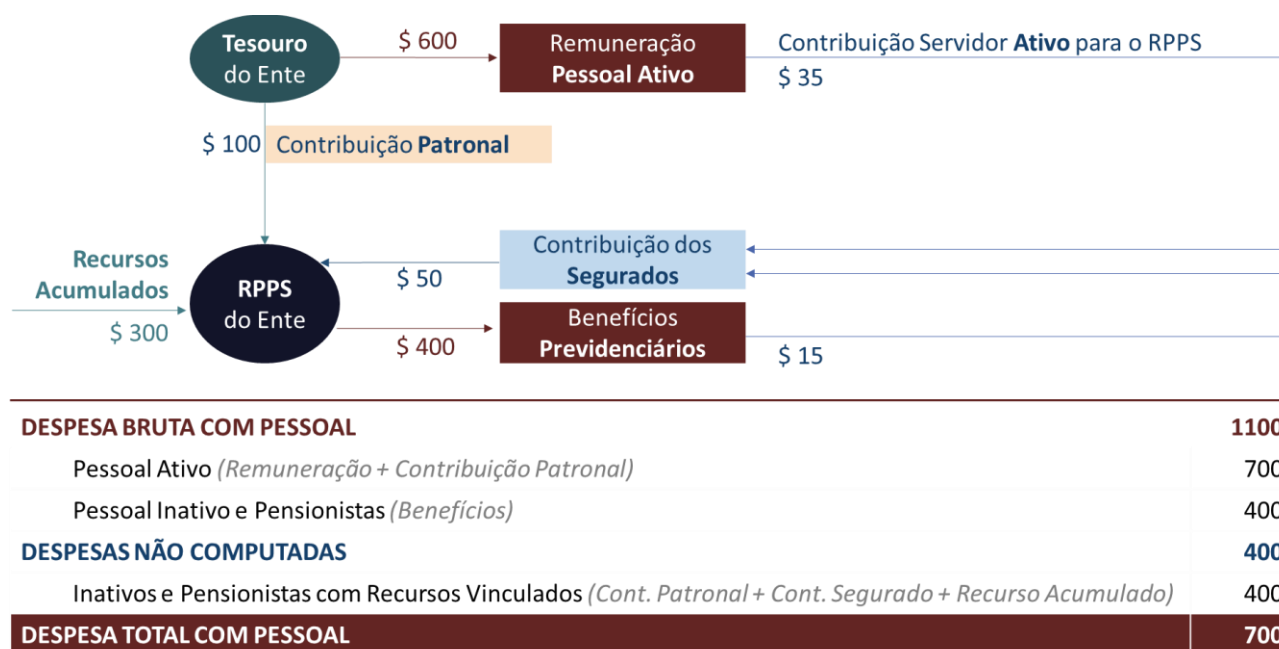 Tesouro
do Ente
$ 600
Remuneração
Pessoal Ativo
Contribuição Servidor Ativo para o RPPS
$ 35
$ 100
Contribuição Patronal
Recursos
Acumulados
$ 300
RPPS
do Ente
$ 50
Contribuição dos
Segurados
$ 400
Benefícios
Previdenciários
$ 15
DESPESA BRUTA COM PESSOAL 1100
Pessoal Ativo (Remuneração + Contribuição Patronal) 700
Pessoal Inativo e Pensionistas (Benefícios) 400
DESPESAS NÃO COMPUTADAS 400
Inativos e Pensionistas com Recursos Vinculados (Cont. Patronal + Cont. Segurado + Recurso Acumulado) 400
DESPESA TOTAL COM PESSOAL 700